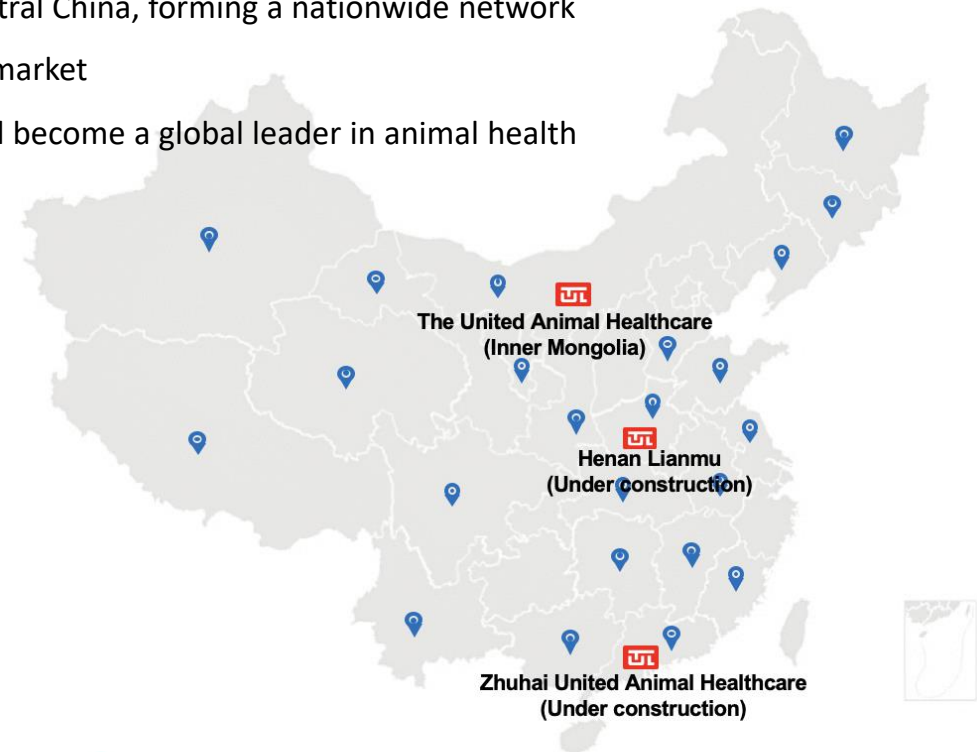 tral China, forming a nationwide network
market
l become a global leader in animal health
The United Animal Healthcare
(Inner Mongolia)
Henan Lianmu
(Under construction)
Zhuhai United Animal Healthcare
(Under construction)